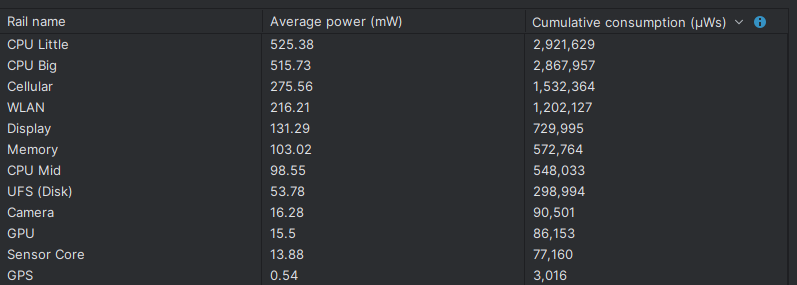 Rail name Average power (mW) Cumulative consumption (μWs)
CPU Little 525.38 2,921,629
CPU Big 515.73 2,867,957
Cellular 275.56 1,532,364
WLAN 216.21 1,202,127
Display 131.29 729,995
Memory 103.02 572,764
CPU Mid 98.55 548,033
UFS (Disk) 53.78 298,994
Camera 16.28 90,501
GPU 15.5 86,153
Sensor Core 13.88 77,160
GPS 0.54 3,016